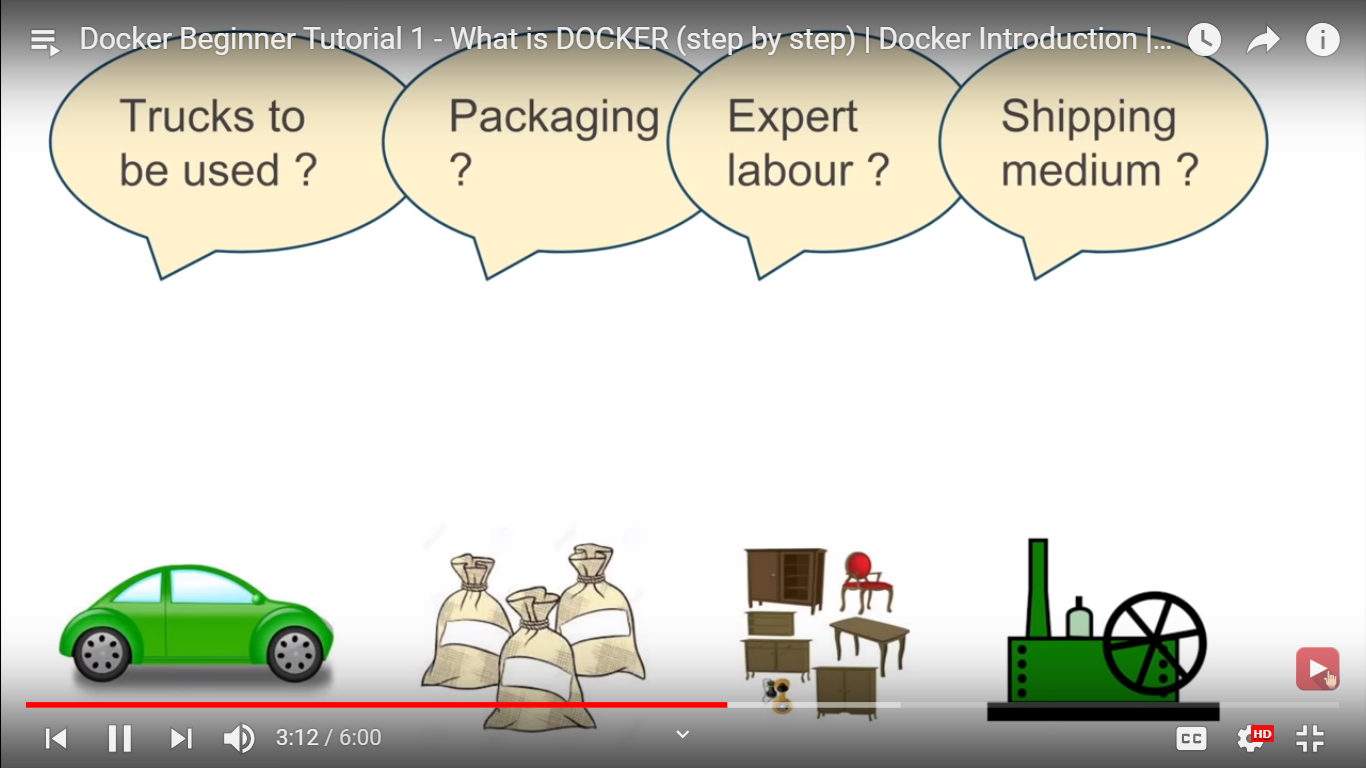 Docker Beginner Tutorial 1 - What is DOCKER (step by step) | Docker Introduction |...
Trucks to
be used ?
Packaging
?
Expert
labour ?
Shipping
medium ?
3:12 / 6:00
CC
HD